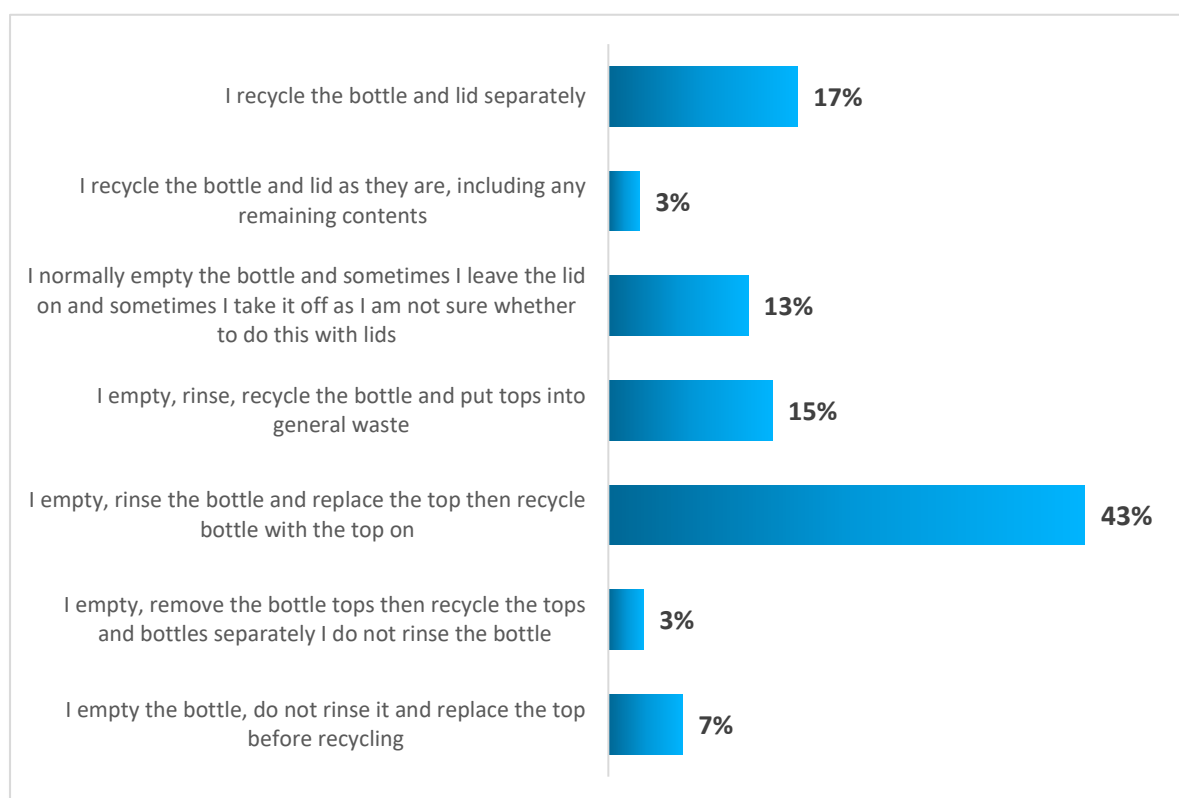 I recycle the bottle and lid separately
17%
I recycle the bottle and lid as they are, including any
remaining contents
3%
I normally empty the bottle and sometimes I leave the lid
on and sometimes I take it off as I am not sure whether
to do this with lids
13%
I empty, rinse, recycle the bottle and put tops into
general waste
15%
I empty, rinse the bottle and replace the top then recycle
bottle with the top on
43%
I empty, remove the bottle tops then recycle the tops
and bottles separately I do not rinse the bottle
3%
I empty the bottle, do not rinse it and replace the top
before recycling
7%